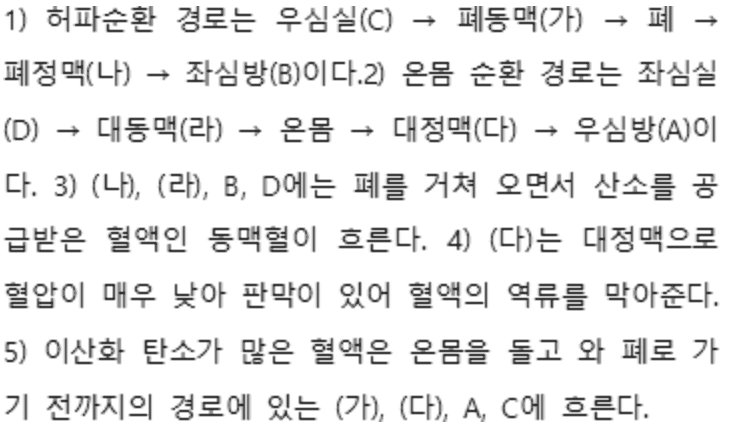 1) 허파순환 경로는 우심실(C) → 폐동맥(가) → 폐 →
폐정맥(나) → 좌심방(B)이다.2) 온몸 순환 경로는 좌심실
(D) → 대동맥(라) → 온몸 → 대정맥(다) → 우심방(A)이
다. 3) (나), (라), B, D에는 폐를 거쳐 오면서 산소를 공
급받은 혈액인 동맥혈이 흐른다. 4) (다)는 대정맥으로
혈압이 매우 낮아 판막이 있어 혈액의 역류를 막아준다.
5) 이산화 탄소가 많은 혈액은 온몸을 돌고 와 폐로 가
기 전까지의 경로에 있는 (가), (다), A, C에 흐른다.